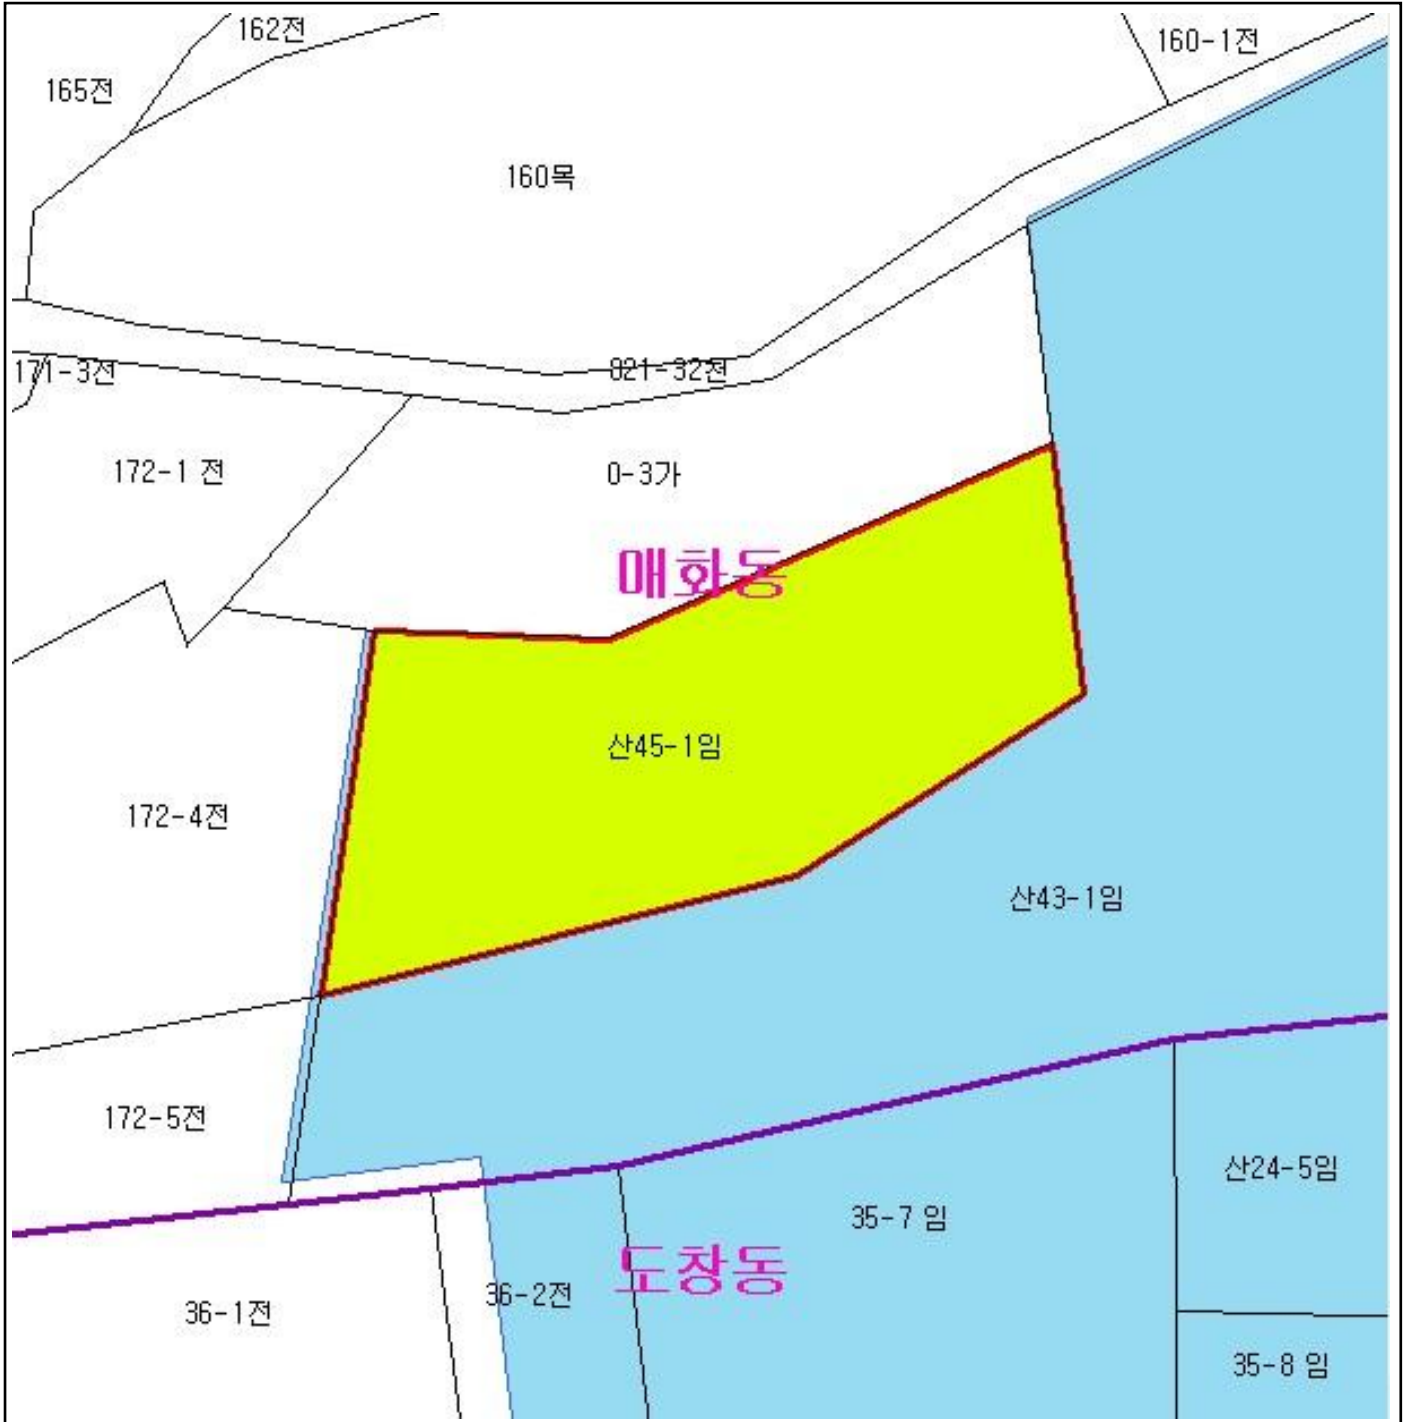 162전
160-1전
165전
160목
171-3전
821-32천
172-1 전
0-3가
매화동
산45-1임
172-4전
산43-1임
172-5전
산24-5임
35-7 임
도창동
36-2전
36-1전
35-8 임